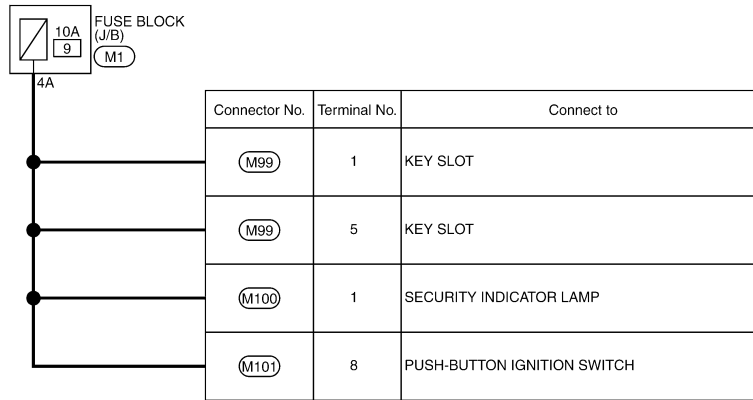 FUSE BLOCK
(J/B)
10A
9
M1
4A
Connector No. Terminal No. Connect to
M99 1 KEY SLOT
M99 5 KEY SLOT
M100 1 SECURITY INDICATOR LAMP
M101 8 PUSH-BUTTON IGNITION SWITCH